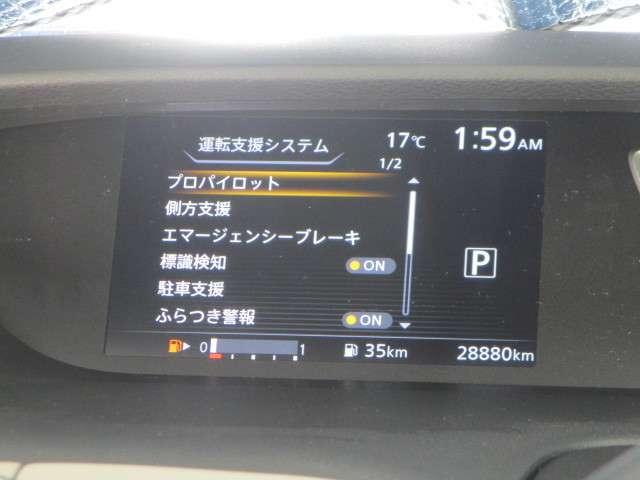 運転支援システム 17℃ 1:59AM
1/2
プロパイロット
側方支援
エマージェンシーブレーキ
標識検知 ON
P
駐車支援
ふらつき警報 ON
0 1 35km 28880km